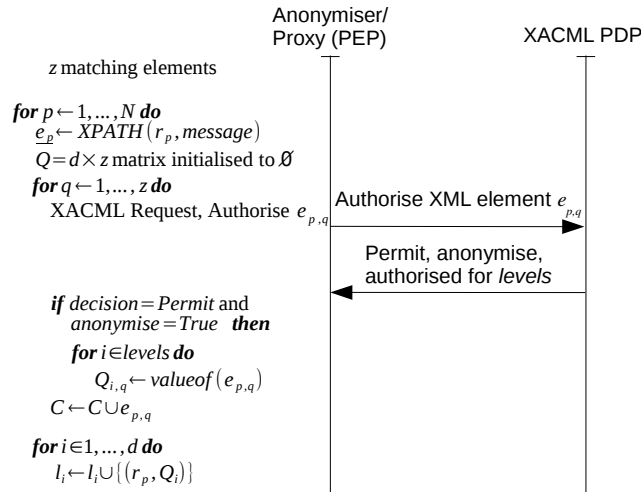 Anonymiser/
Proxy (PEP)
XACML PDP
z matching elements
for p←1,...,N do
e_p←XPATH(r_p,message)
Q=d×z matrix initialised to ∅
for q←1,...,z do
XACML Request, Authorise e_{p,q}
Authorise XML element e_{p,q}
Permit, anonymise,
authorised for levels
if decision=Permit and
anonymise=True then
for i∈levels do
Q_{i,q}←valueof(e_{p,q})
C←C∪e_{p,q}
for i∈1,...,d do
l_i←l_i∪{(r_p,Q_i)}